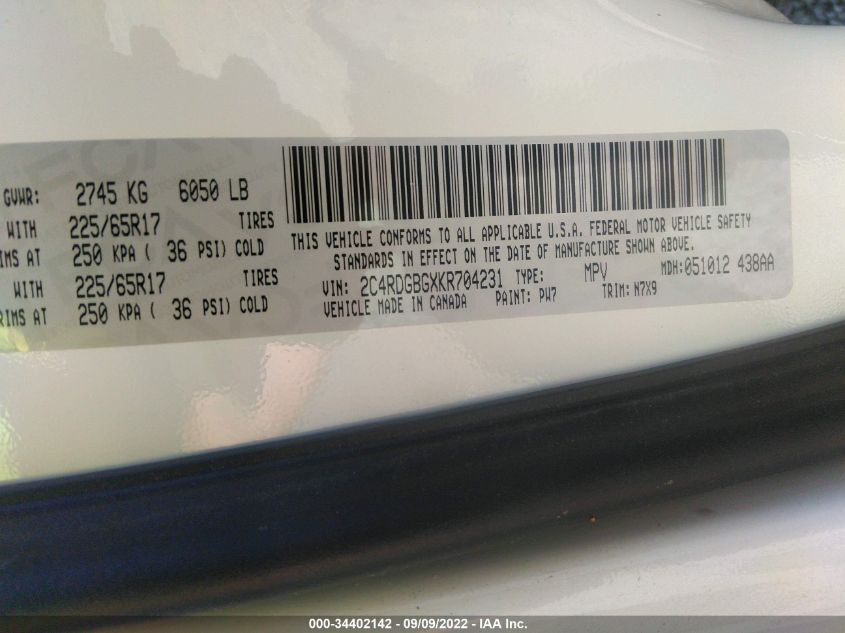 GVWR: 2745 KG 6050 LB
WITH 225/65R17 TIRES
RIMS AT 250 KPA ( 36 PSI) COLD
WITH 225/65R17 TIRES
RIMS AT 250 KPA ( 36 PSI) COLD
THIS VEHICLE CONFORMS TO ALL APPLICABLE U.S.A. FEDERAL MOTOR VEHICLE SAFETY
STANDARDS IN EFFECT ON THE DATE OF MANUFACTURE SHOWN ABOVE.
VIN: 2C4RDGBGXKR704231 TYPE: MPV MDH:051012 438AA
VEHICLE MADE IN CANADA PAINT: PW7 TRIM: N7X9
000-34402142 - 09/09/2022 - IAA Inc.